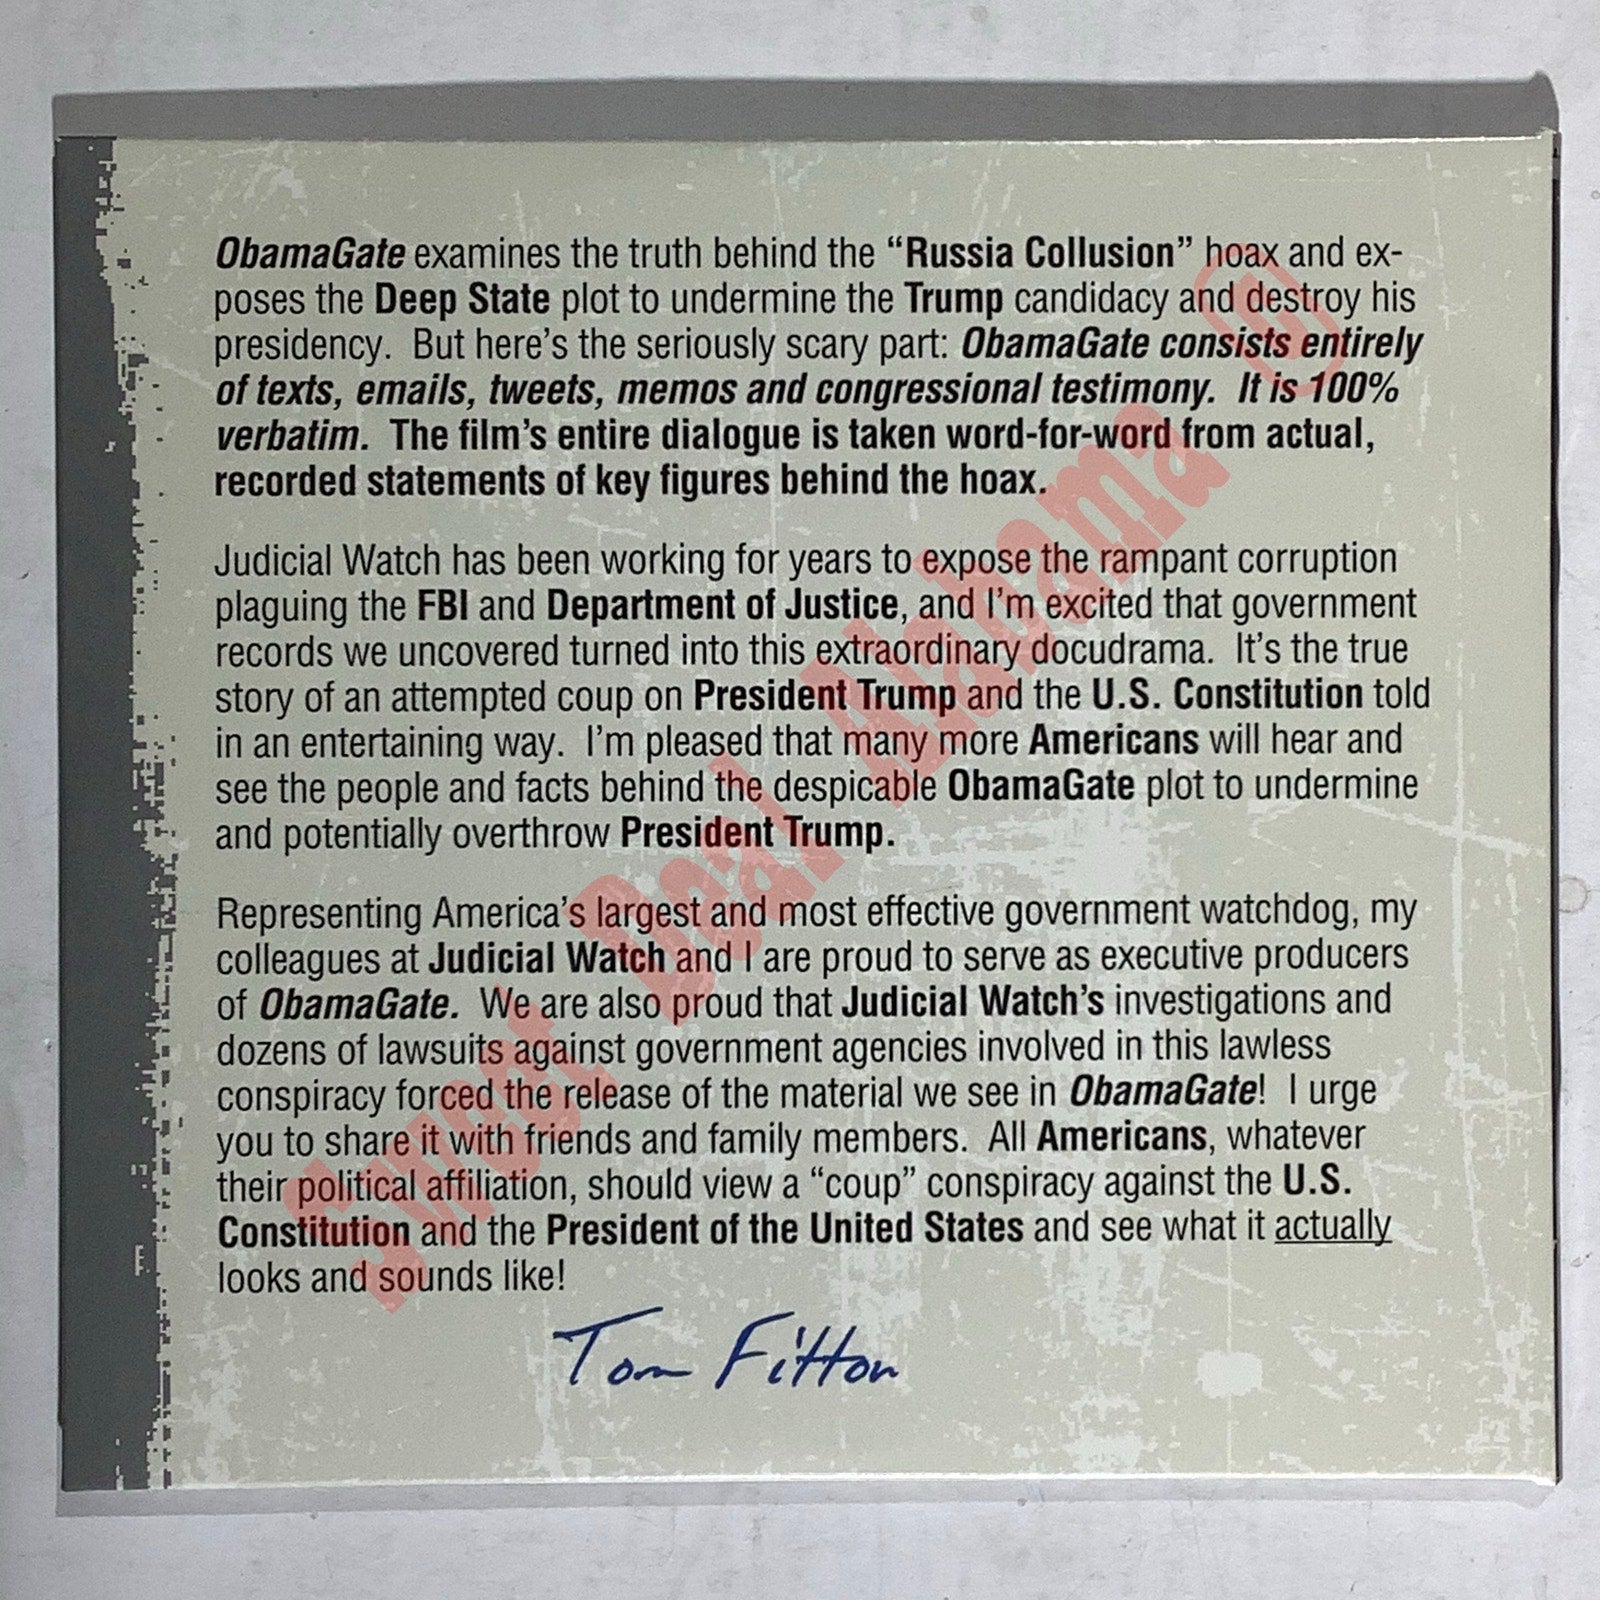 ObamaGate examines the truth behind the “Russia Collusion” hoax and ex-
poses the Deep State plot to undermine the Trump candidacy and destroy his
presidency. But here’s the seriously scary part: ObamaGate consists entirely
of texts, emails, tweets, memos and congressional testimony. It is 100%
verbatim. The film’s entire dialogue is taken word-for-word from actual,
recorded statements of key figures behind the hoax.
Judicial Watch has been working for years to expose the rampant corruption
plaguing the FBI and Department of Justice, and I’m excited that government
records we uncovered turned into this extraordinary docudrama. It’s the true
story of an attempted coup on President Trump and the U.S. Constitution told
in an entertaining way. I’m pleased that many more Americans will hear and
see the people and facts behind the despicable ObamaGate plot to undermine
and potentially overthrow President Trump.
Representing America’s largest and most effective government watchdog, my
colleagues at Judicial Watch and I are proud to serve as executive producers
of ObamaGate. We are also proud that Judicial Watch’s investigations and
dozens of lawsuits against government agencies involved in this lawless
conspiracy forced the release of the material we see in ObamaGate! I urge
you to share it with friends and family members. All Americans, whatever
their political affiliation, should view a “coup” conspiracy against the U.S.
Constitution and the President of the United States and see what it actually
looks and sounds like!
Tom Fitton
Sweet Deal Alabama ©